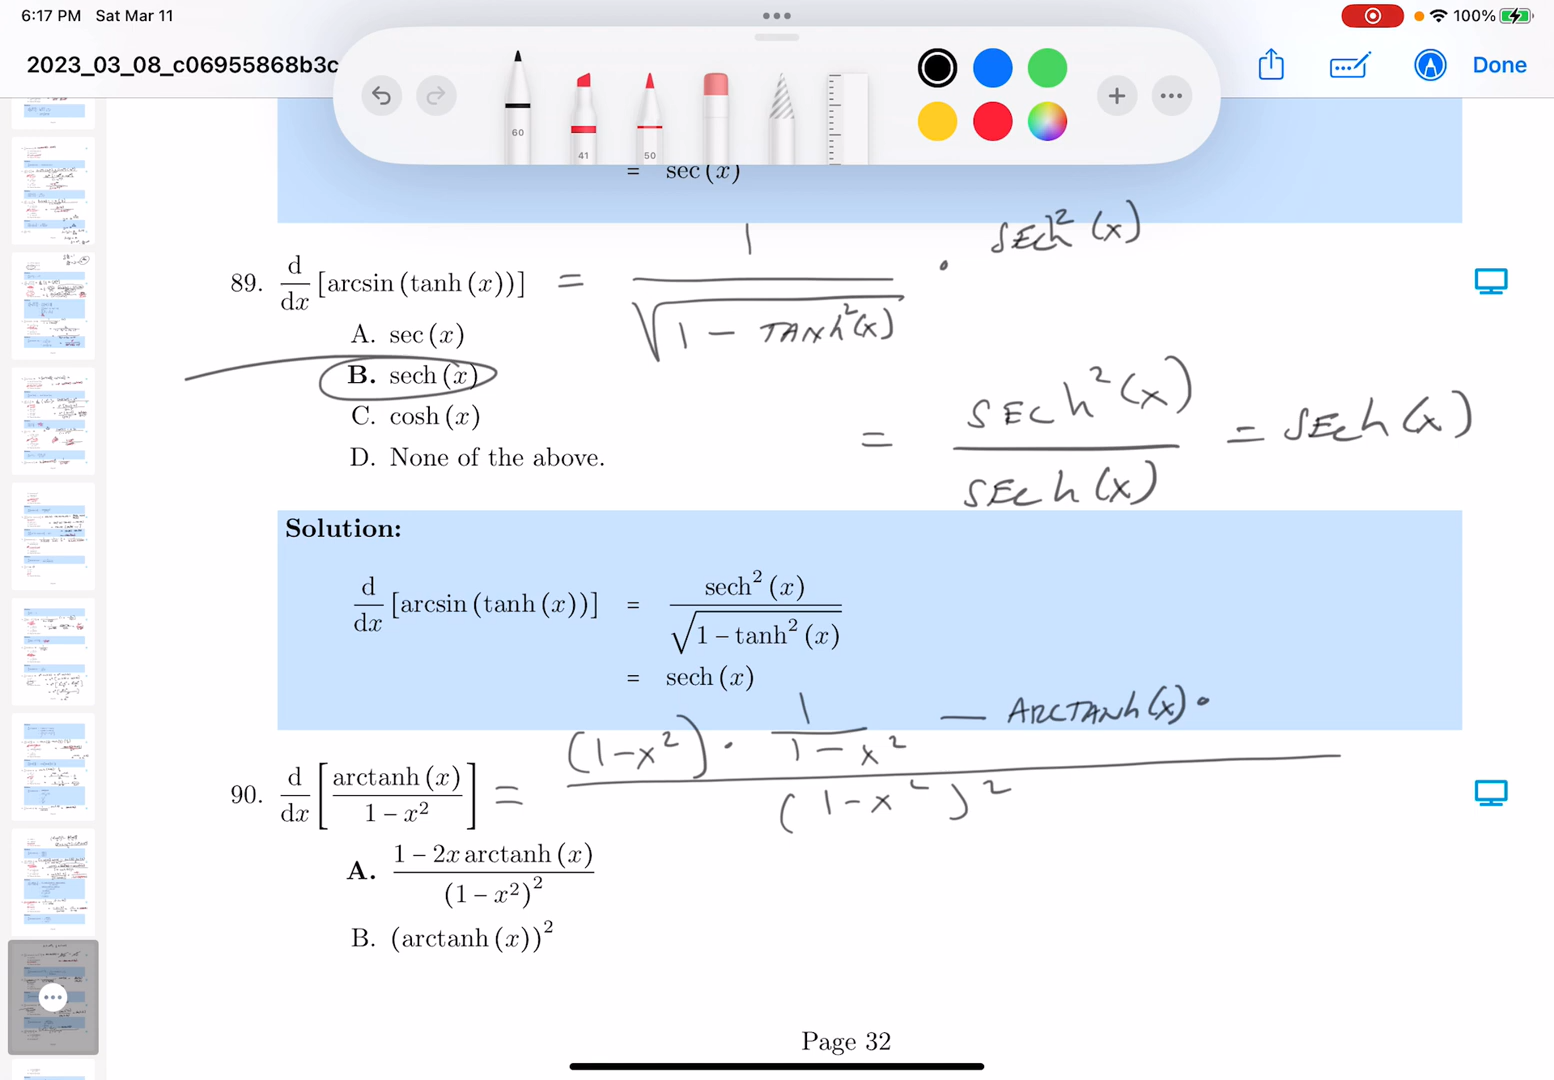 6:17 PM Sat Mar 11
100%
2023_03_08_c06955868b3c
60
41
50
Done
= sec (x)
89. d/dx [arcsin (tanh (x))] = 1/√(1 − TANh²(x)) · SECh²(x)
A. sec (x)
B. sech (x)
C. cosh (x)
D. None of the above.
= SECh²(x)/SECh(x) = SECh(x)
Solution:
d/dx [arcsin (tanh (x))] = sech² (x)/√(1 − tanh² (x))
= sech (x)
90. d/dx [arctanh (x)/(1 − x²)] = ((1−x²) · 1/(1−x²) — ARCTANh(x) ·)/(1−x²)²
A. (1 − 2x arctanh (x))/(1 − x²)²
B. (arctanh (x))²
Page 32